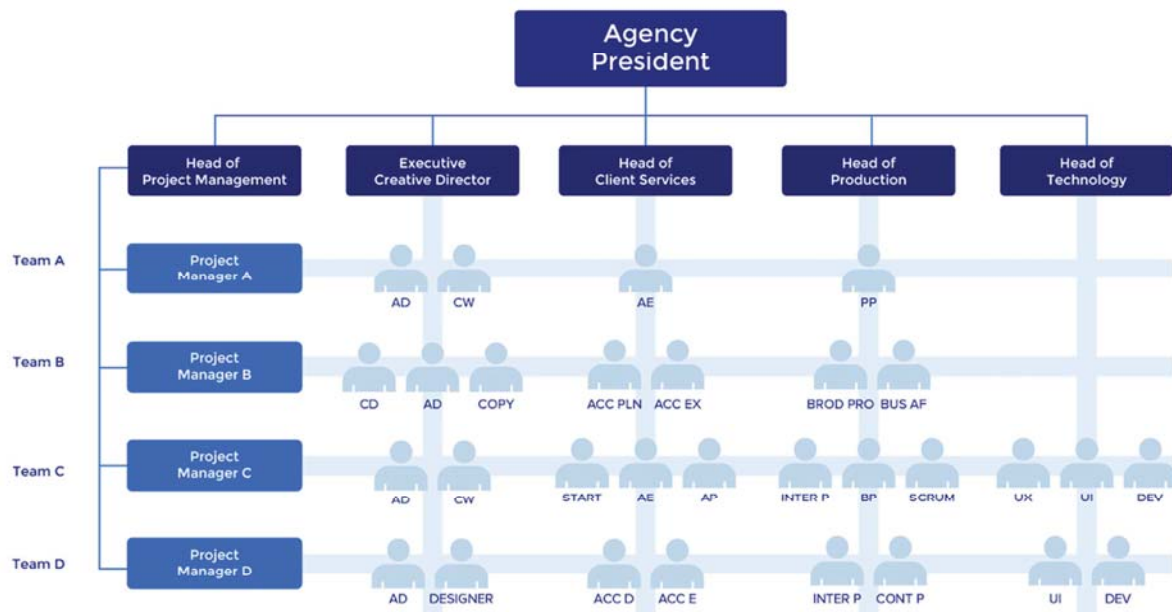 Agency
President
Head of
Project Management
Executive
Creative Director
Head of
Client Services
Head of
Production
Head of
Technology
Team A
Project
Manager A
AD CW AE PP
Team B
Project
Manager B
CD AD COPY ACC PLN ACC EX BROD PRO BUS AF
Team C
Project
Manager C
AD CW START AE AP INTER P BP SCRUM UX UI DEV
Team D
Project
Manager D
AD DESIGNER ACC D ACC E INTER P CONT P UI DEV